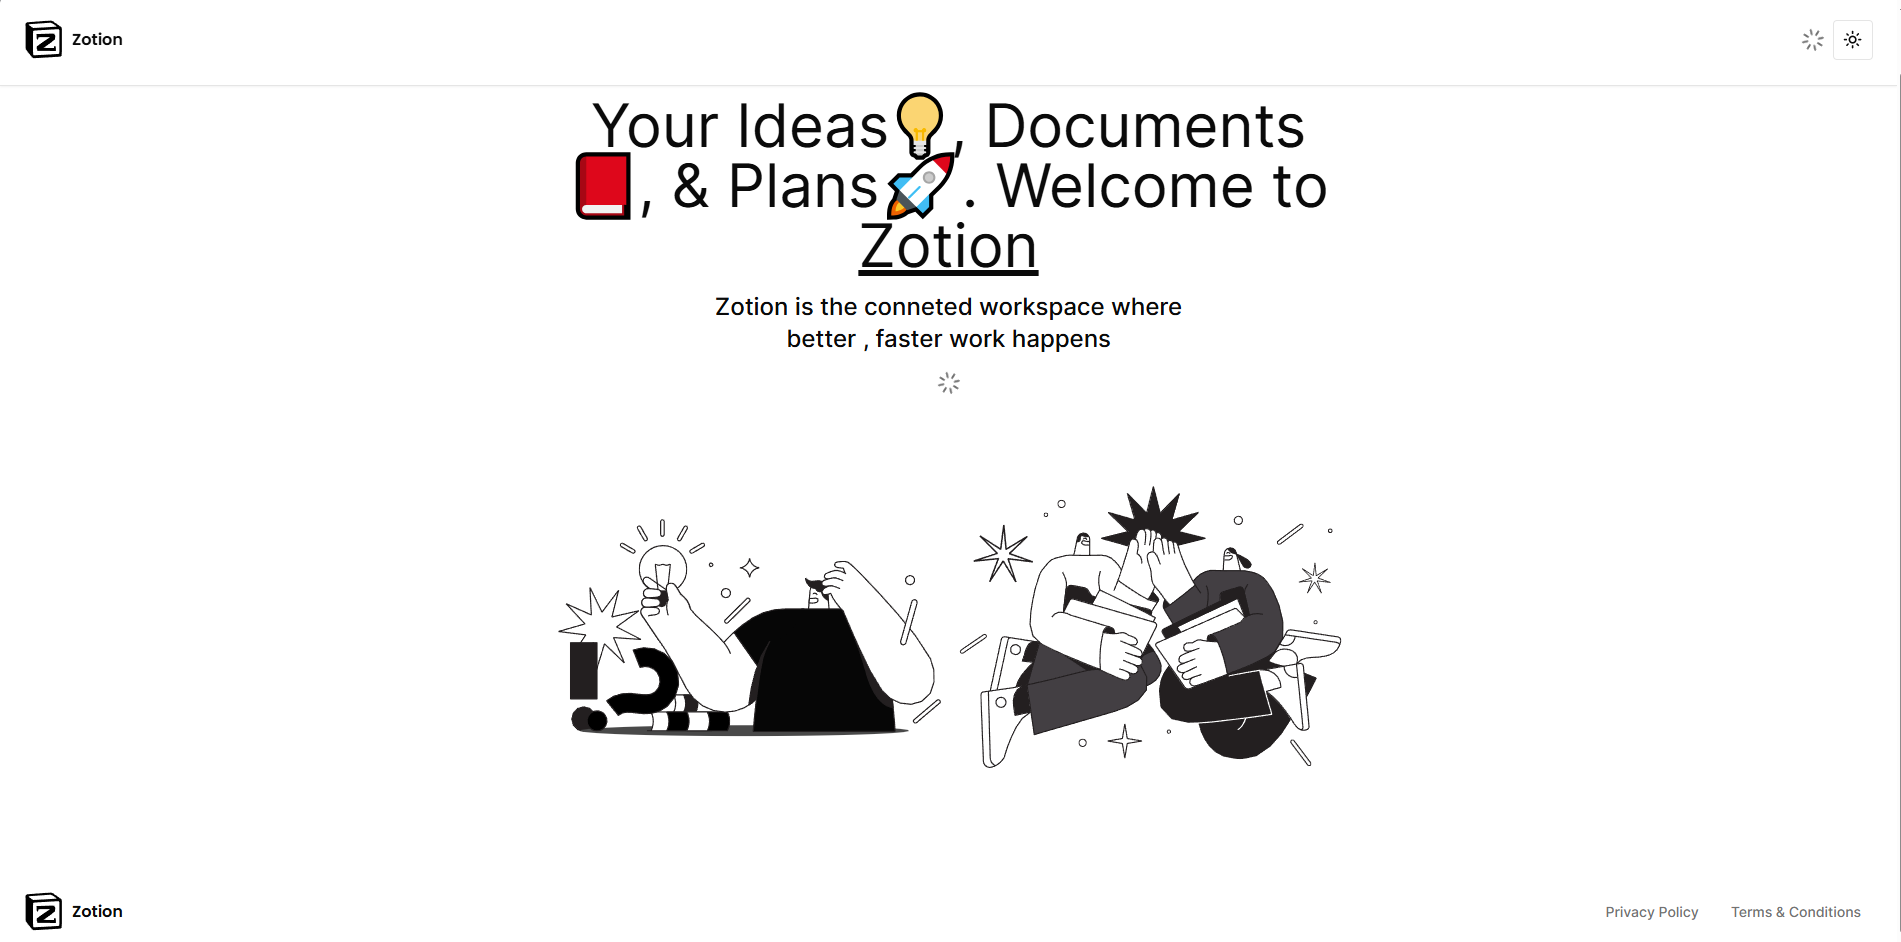 Zotion
Your Ideas💡, Documents
📕, & Plans🚀. Welcome to
Zotion
Zotion is the conneted workspace where
better , faster work happens
Zotion
Privacy Policy
Terms & Conditions